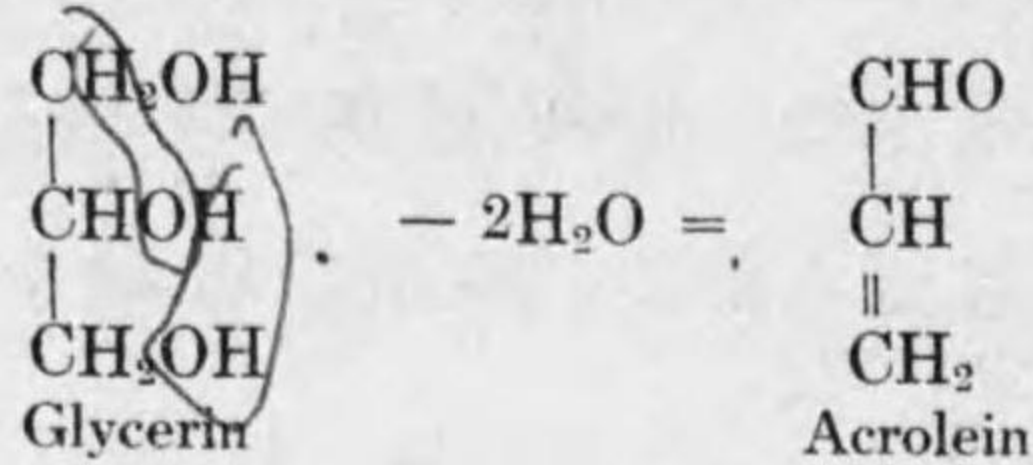 CH₂OH CHO
CHOH — 2H₂O = CH
CH₂OH CH₂
Glycerin Acrolein